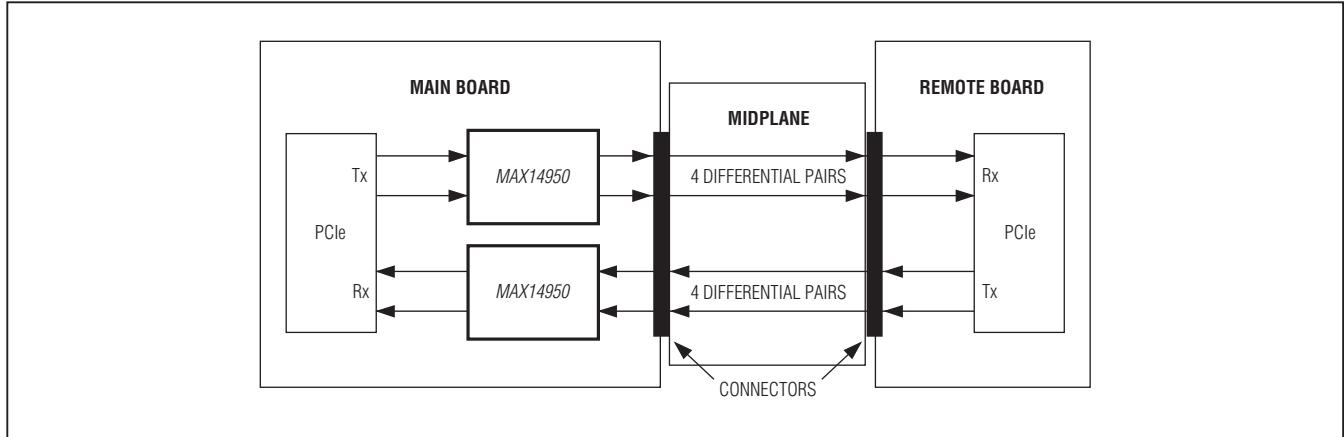 MAIN BOARD
REMOTE BOARD
MIDPLANE
Tx
MAX14950
4 DIFFERENTIAL PAIRS
Rx
PCIe
PCIe
Rx
MAX14950
4 DIFFERENTIAL PAIRS
Tx
CONNECTORS